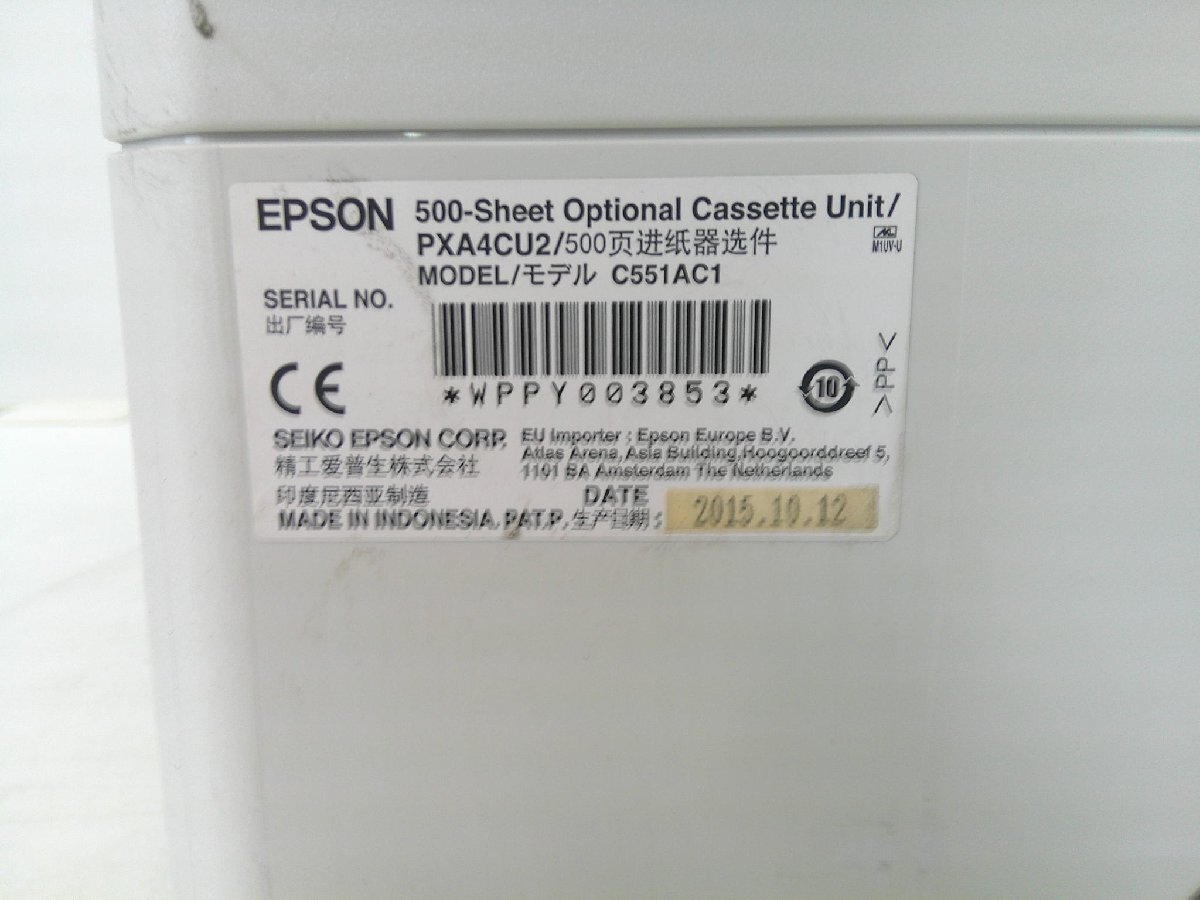 EPSON 500-Sheet Optional Cassette Unit/
PXA4CU2/500页进纸器选件
M1UV-U
MODEL/モデル C551AC1
SERIAL NO.
出厂编号
*WPPY003853*
10
>PP<
CE
SEIKO EPSON CORP.
精工爱普生株式会社
EU Importer : Epson Europe B.V.
Atlas Arena, Asia Building, Hoogoorddreef 5,
1101 BA Amsterdam The Netherlands
印度尼西亚制造
MADE IN INDONESIA, PAT.P.
DATE
生产日期: 2015.10.12